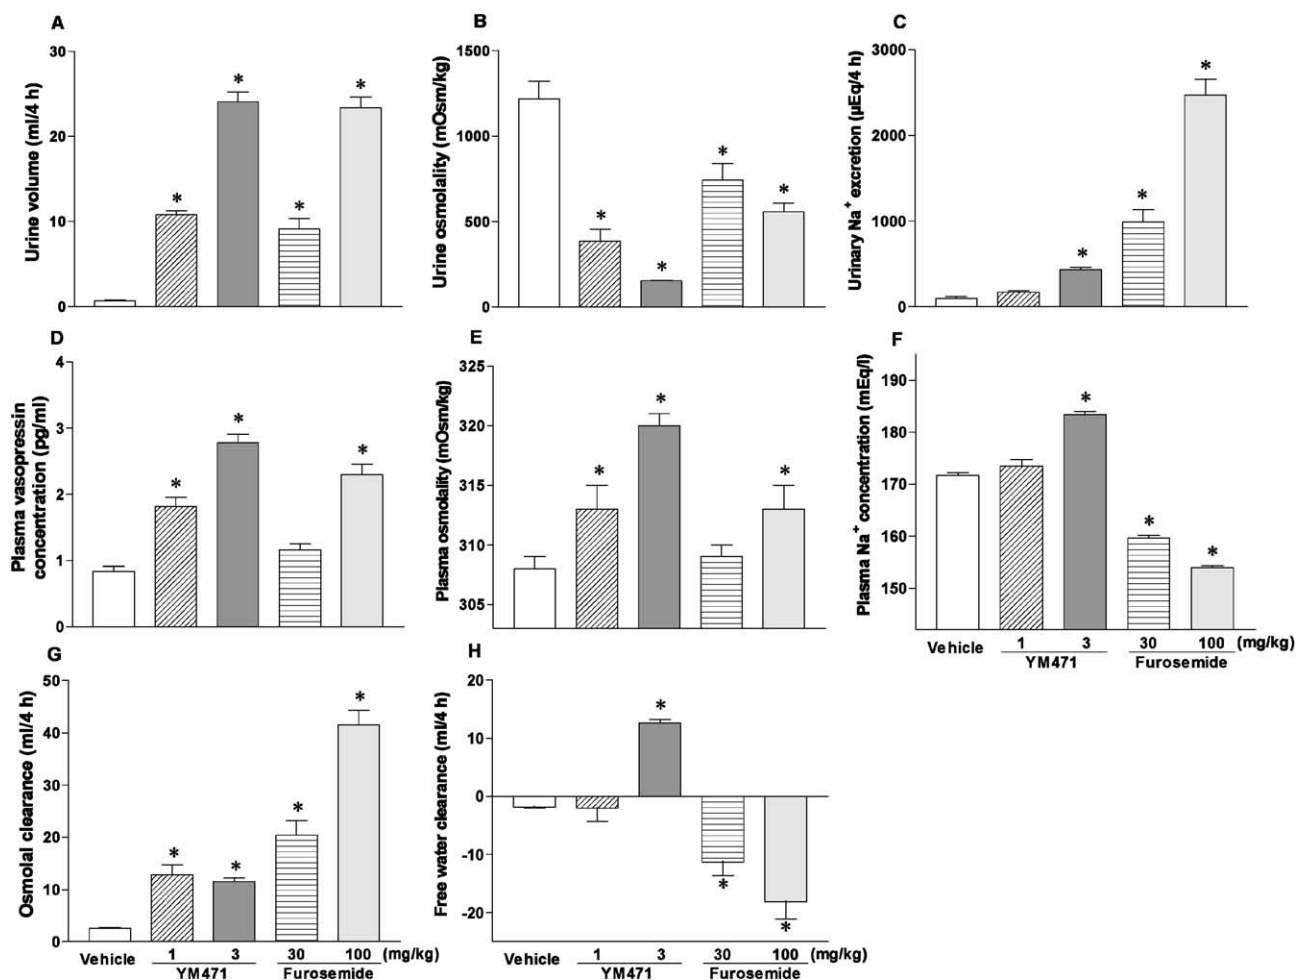 A
Urine volume (ml/4 h)
30
20
10
0
*
*
*
*
B
Urine osmolality (mOsm/kg)
1500
1000
500
0
*
*
*
*
C
Urinary Na+ excretion (μEq/4 h)
3000
2000
1000
0
*
*
*
D
Plasma vasopressin
concentration (pg/ml)
4
3
2
1
0
*
*
*
E
Plasma osmolality (mOsm/kg)
325
320
315
310
305
*
*
*
F
Plasma Na+ concentration (mEq/l)
190
180
170
160
150
*
*
*
Vehicle 1 3 30 100 (mg/kg)
YM471 Furosemide
G
Osmolal clearance (ml/4 h)
50
40
30
20
10
0
*
*
*
*
Vehicle 1 3 30 100 (mg/kg)
YM471 Furosemide
H
Free water clearance (ml/4 h)
20
10
0
-10
-20
*
*
*
Vehicle 1 3 30 100 (mg/kg)
YM471 Furosemide